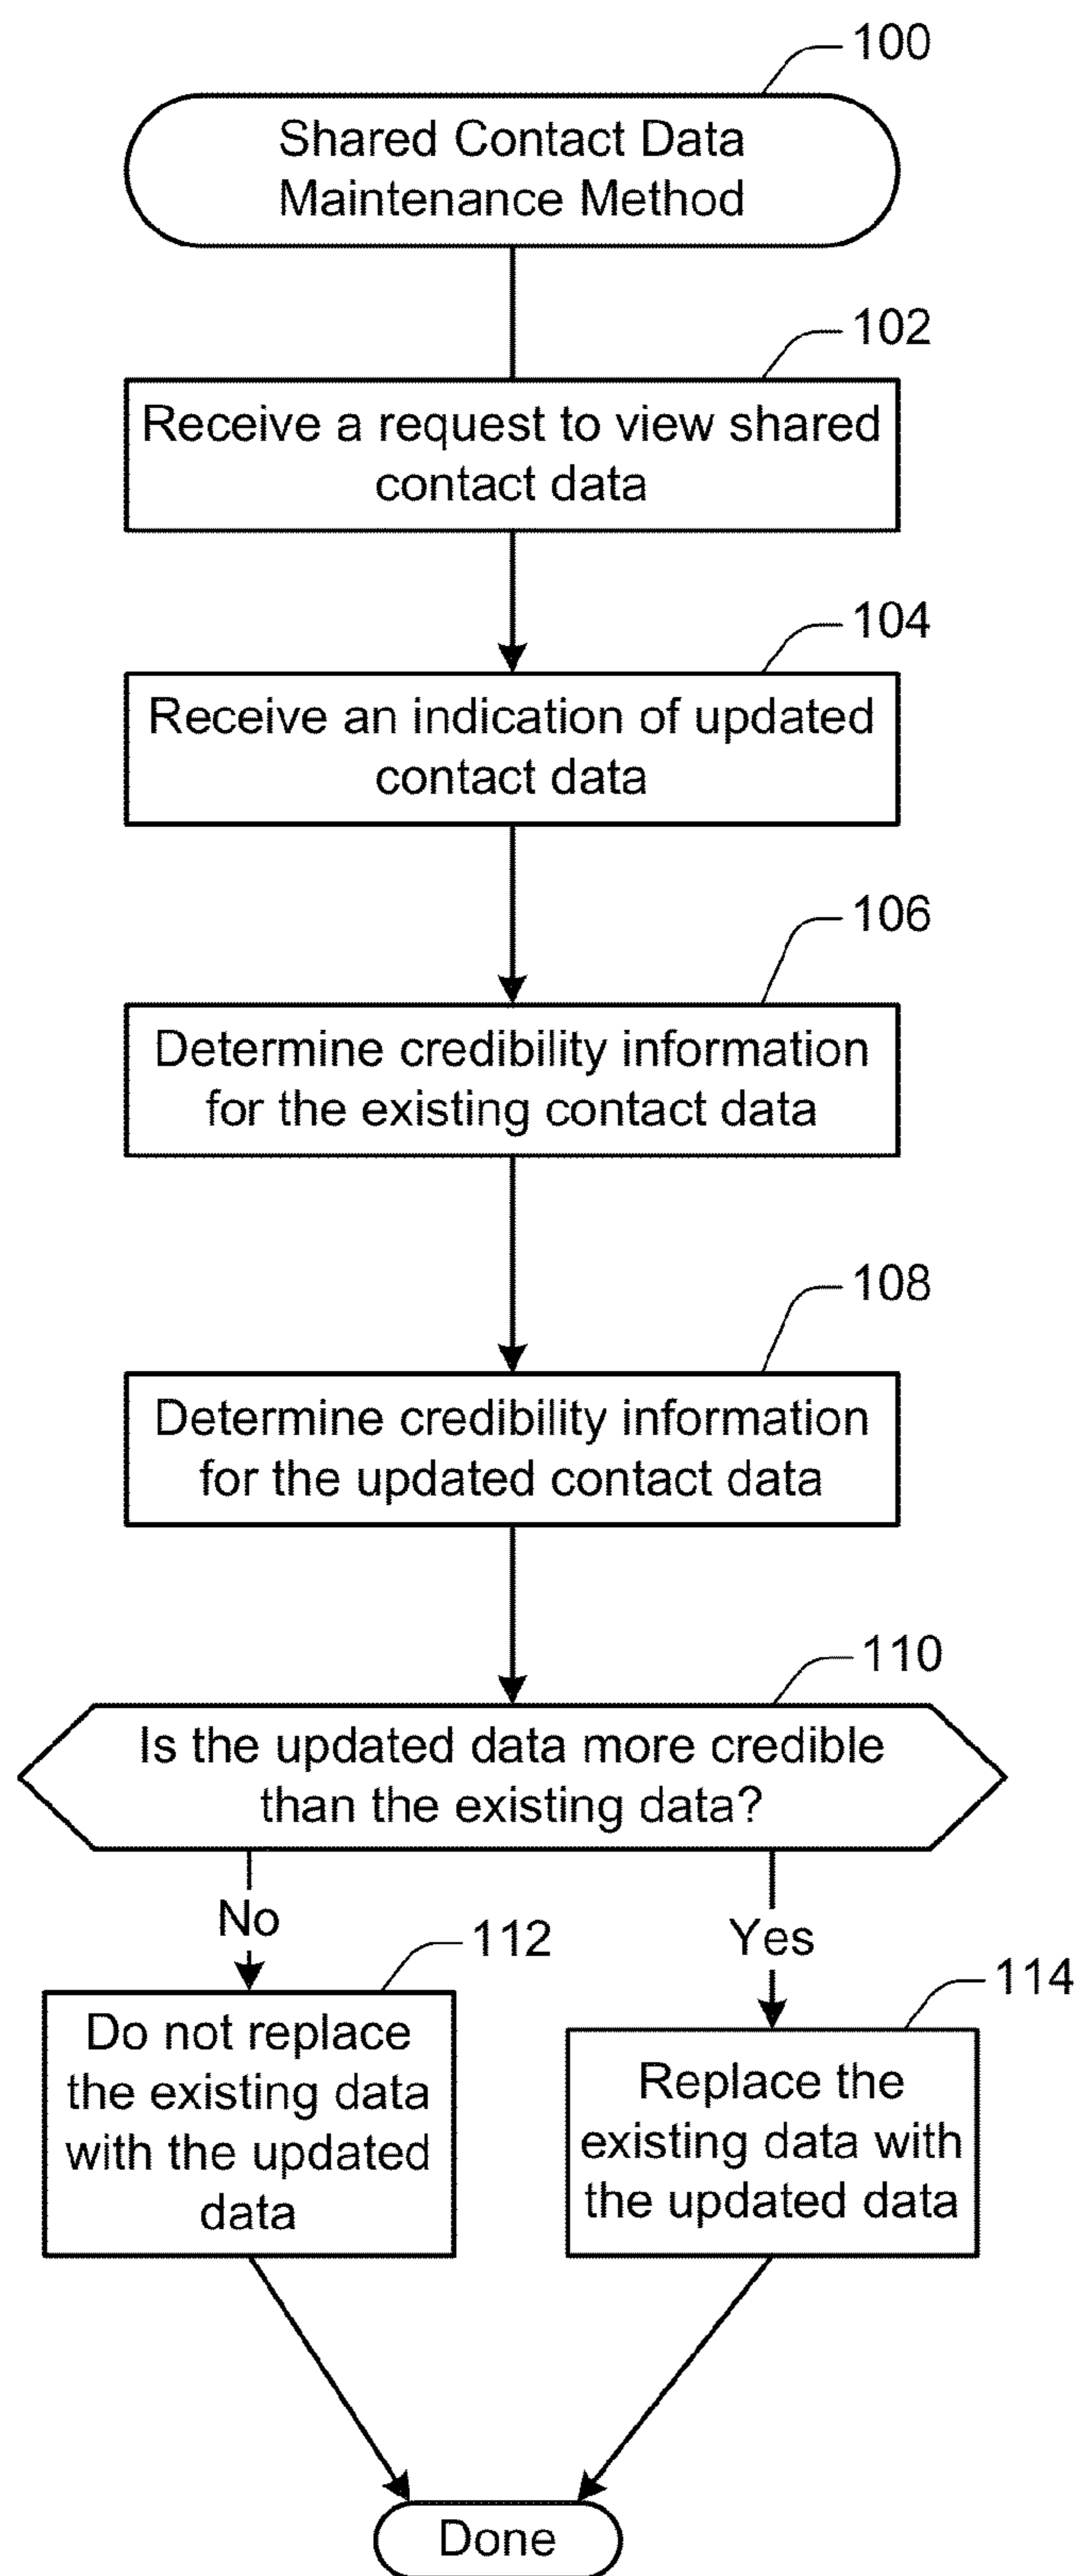 100
Shared Contact Data
Maintenance Method
102
Receive a request to view shared
contact data
104
Receive an indication of updated
contact data
106
Determine credibility information
for the existing contact data
108
Determine credibility information
for the updated contact data
110
Is the updated data more credible
than the existing data?
No
Yes
112
Do not replace
the existing data
with the updated
data
114
Replace the
existing data with
the updated data
Done